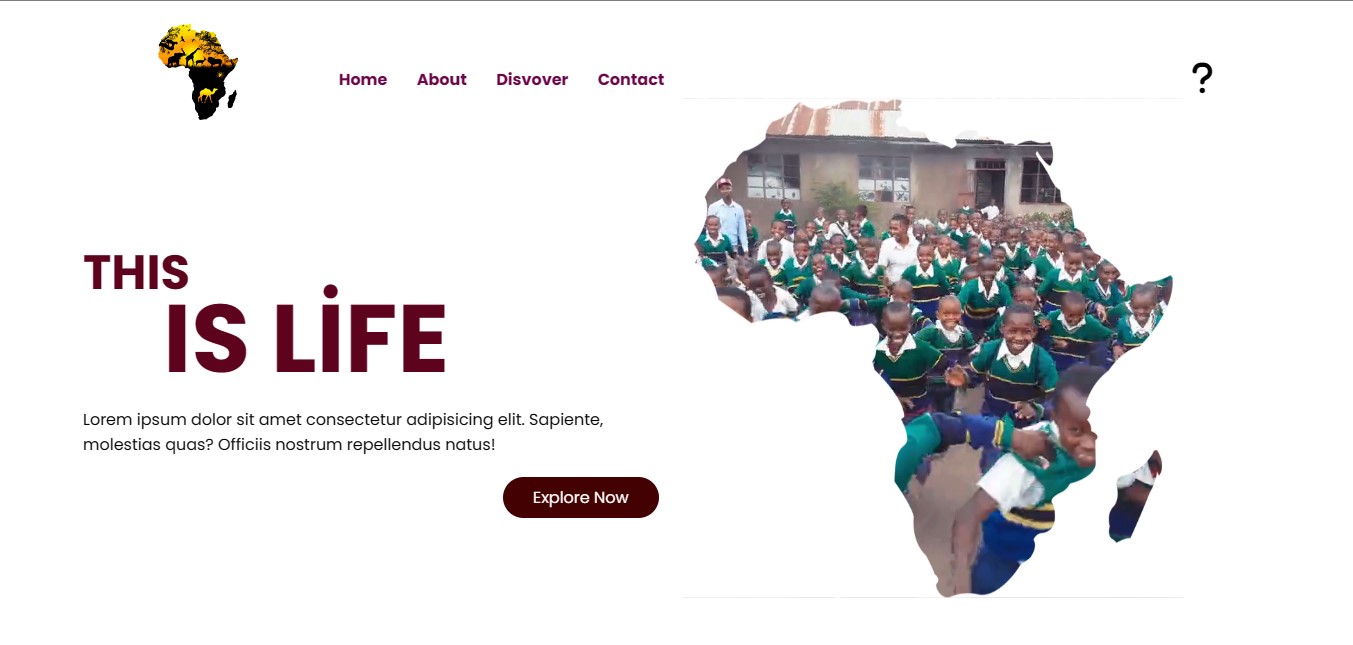 Home About Disvover Contact ?
THIS
IS LİFE
Lorem ipsum dolor sit amet consectetur adipisicing elit. Sapiente,
molestias quas? Officiis nostrum repellendus natus!
Explore Now